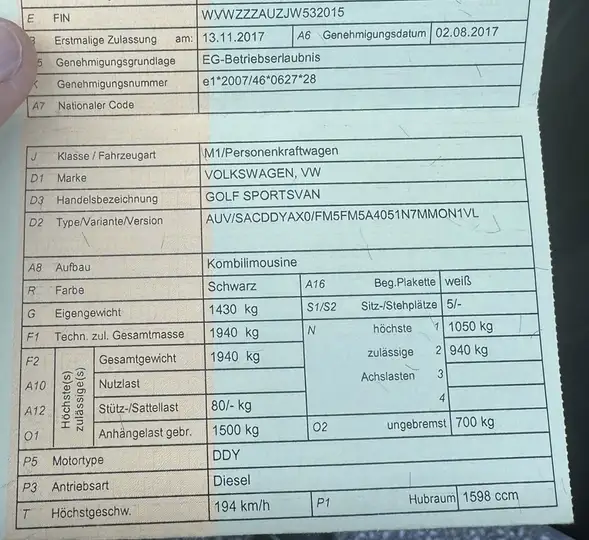 E FIN WVWZZZAUZJW532015
Erstmalige Zulassung am: 13.11.2017 A6 Genehmigungsdatum 02.08.2017
Genehmigungsgrundlage EG-Betriebserlaubnis
K Genehmigungsnummer e1*2007/46*0627*28
A7 Nationaler Code
J Klasse / Fahrzeugart M1/Personenkraftwagen
D1 Marke VOLKSWAGEN, VW
D3 Handelsbezeichnung GOLF SPORTSVAN
D2 Type/Variante/Version AUV/SACDDYAX0/FM5FM5A4051N7MMON1VL
A8 Aufbau Kombilimousine
R Farbe Schwarz A16 Beg.Plakette weiß
G Eigengewicht 1430 kg S1/S2 Sitz-/Stehplätze 5/-
F1 Techn. zul. Gesamtmasse 1940 kg N höchste 1 1050 kg
F2 Höchste(s) zulässige(s) Gesamtgewicht 1940 kg zulässige 2 940 kg
A10 Nutzlast Achslasten 3
A12 Stütz-/Sattellast 80/- kg 4
O1 Anhängelast gebr. 1500 kg O2 ungebremst 700 kg
P5 Motortype DDY
P3 Antriebsart Diesel
T Höchstgeschw. 194 km/h P1 Hubraum 1598 ccm